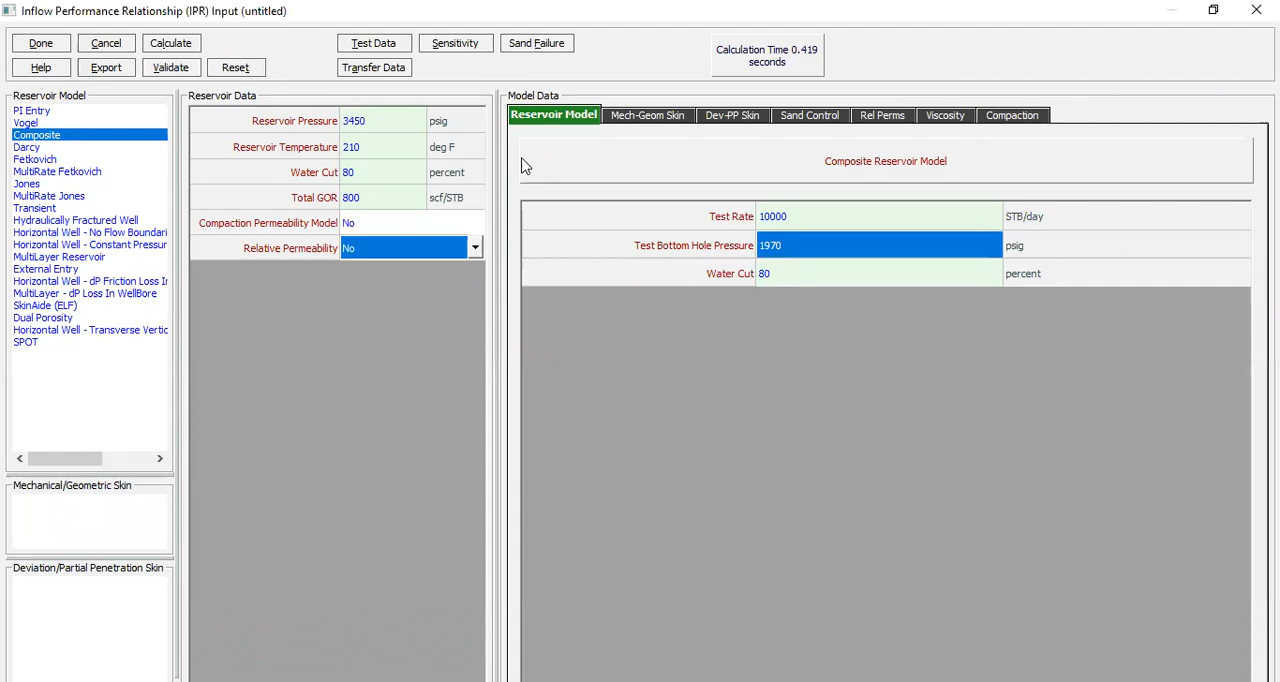 Inflow Performance Relationship (IPR) Input (untitled)
Done Cancel Calculate Test Data Sensitivity Sand Failure
Help Export Validate Reset Transfer Data
Calculation Time 0.419
seconds
Reservoir Model
PI Entry
Vogel
Composite
Darcy
Fetkovich
MultiRate Fetkovich
Jones
MultiRate Jones
Transient
Hydraulically Fractured Well
Horizontal Well - No Flow Boundari
Horizontal Well - Constant Pressur
MultiLayer Reservoir
External Entry
Horizontal Well - dP Friction Loss Ir
MultiLayer - dP Loss In WellBore
SkinAide (ELF)
Dual Porosity
Horizontal Well - Transverse Vertic
SPOT
Mechanical/Geometric Skin
Deviation/Partial Penetration Skin
Reservoir Data
Reservoir Pressure 3450 psig
Reservoir Temperature 210 deg F
Water Cut 80 percent
Total GOR 800 scf/STB
Compaction Permeability Model No
Relative Permeability No
Model Data
Reservoir Model Mech-Geom Skin Dev-PP Skin Sand Control Rel Perms Viscosity Compaction
Composite Reservoir Model
Test Rate 10000 STB/day
Test Bottom Hole Pressure 1970 psig
Water Cut 80 percent